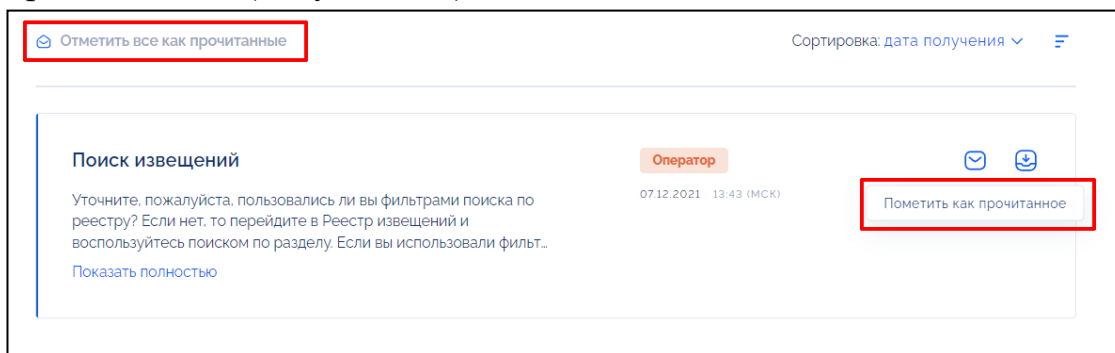 Отметить все как прочитанные
Сортировка: дата получения
Поиск извещений
Оператор
07.12.2021 13:43 (МСК)
Уточните, пожалуйста, пользовались ли вы фильтрами поиска по
реестру? Если нет, то перейдите в Реестр извещений и
воспользуйтесь поиском по разделу. Если вы использовали фильт...
Показать полностью
Пометить как прочитанное